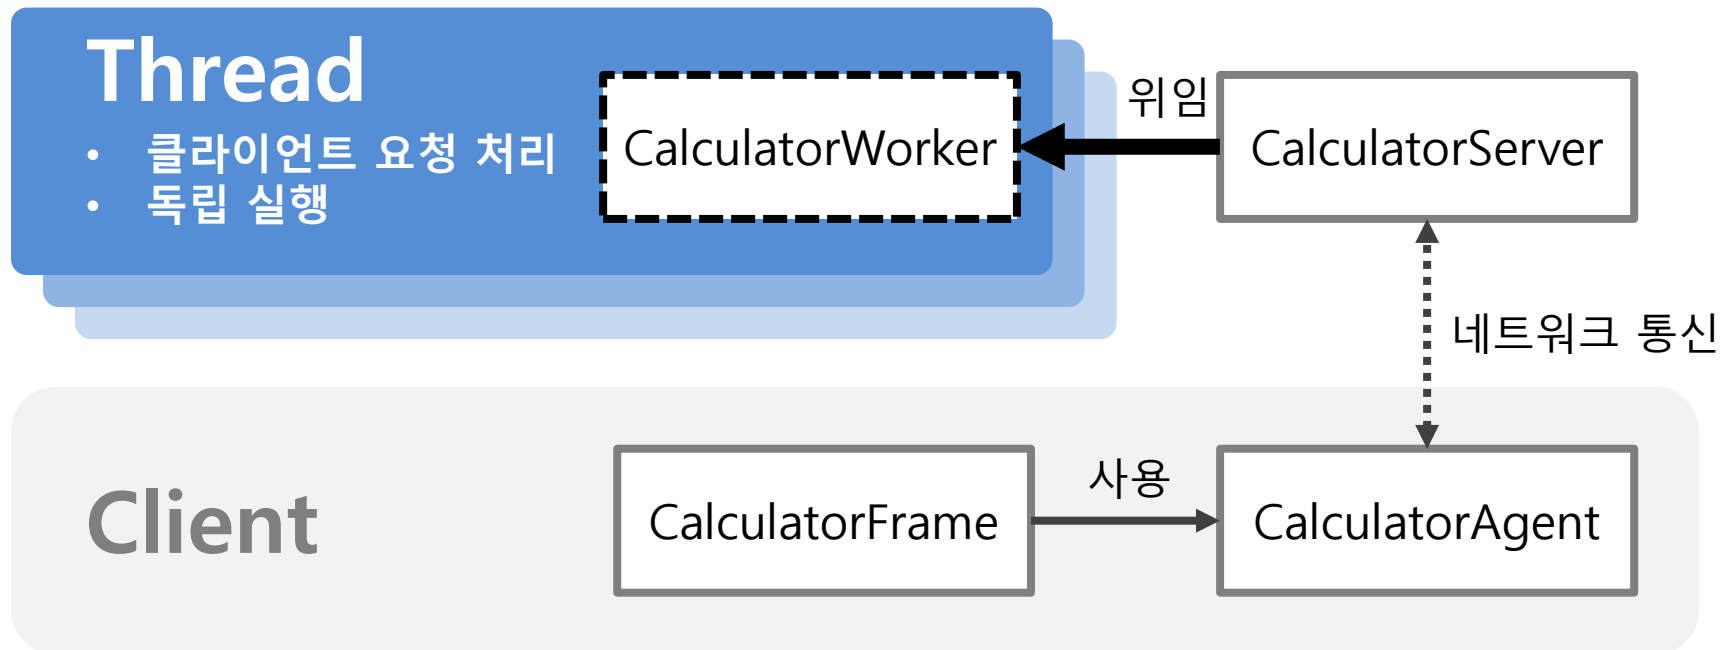 Thread
• 클라이언트 요청 처리
• 독립 실행
CalculatorWorker
위임
CalculatorServer
네트워크 통신
Client
CalculatorFrame
사용
CalculatorAgent